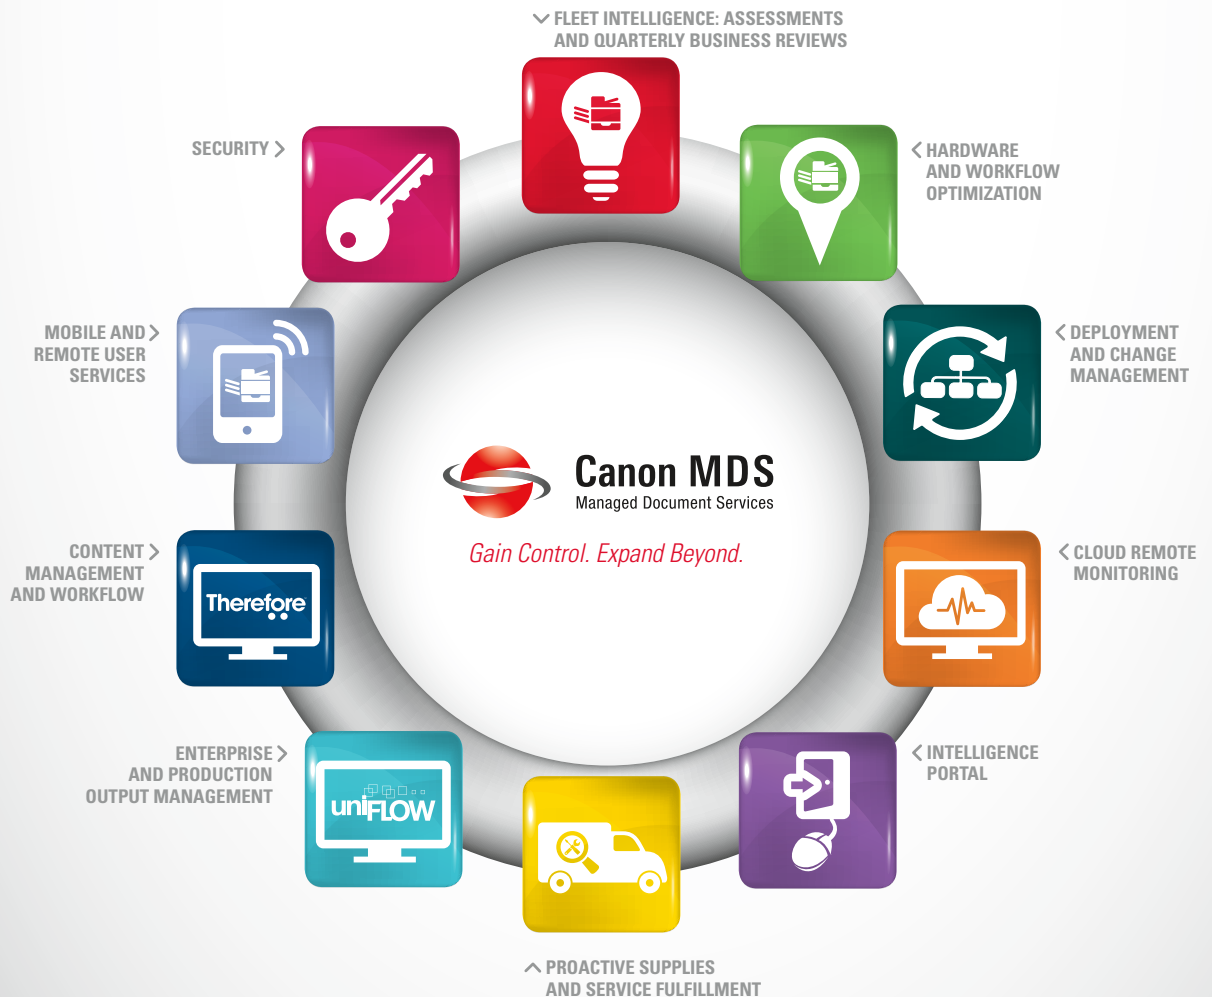 FLEET INTELLIGENCE: ASSESSMENTS
AND QUARTERLY BUSINESS REVIEWS
SECURITY
HARDWARE
AND WORKFLOW
OPTIMIZATION
MOBILE AND
REMOTE USER
SERVICES
DEPLOYMENT
AND CHANGE
MANAGEMENT
Canon MDS
Managed Document Services
Gain Control. Expand Beyond.
CONTENT
MANAGEMENT
AND WORKFLOW
Therefore
CLOUD REMOTE
MONITORING
ENTERPRISE
AND PRODUCTION
OUTPUT MANAGEMENT
uniFLOW
INTELLIGENCE
PORTAL
PROACTIVE SUPPLIES
AND SERVICE FULFILLMENT